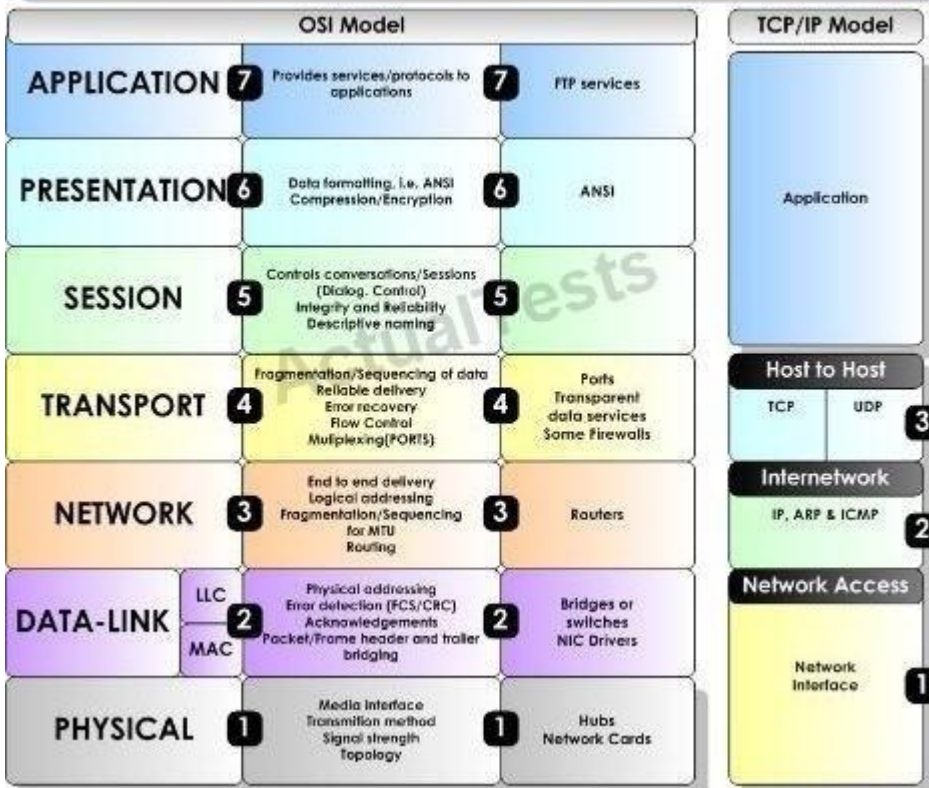 OSI Model
TCP/IP Model
APPLICATION
7
Provides services/protocols to
applications
7
FTP services
PRESENTATION
6
Data formatting, i.e. ANSI
Compression/Encryption
6
ANSI
SESSION
5
Controls conversations/Sessions
(Dialog. Control)
Integrity and Reliability
Descriptive naming
5
TRANSPORT
4
Fragmentation/Sequencing of data
Reliable delivery
Error recovery
Flow Control
Muliplexing(PORTS)
4
Ports
Transparent
data services
Some Firewalls
NETWORK
3
End to end delivery
Logical addressing
Fragmentation/Sequencing
for MTU
Routing
3
Routers
DATA-LINK
LLC
MAC
2
Physical addressing
Error detection (FCS/CRC)
Acknowledgements
Packet/Frame header and trailer
bridging
2
Bridges or
switches
NIC Drivers
PHYSICAL
1
Media Interface
Transmition method
Signal strength
Topology
1
Hubs
Network Cards
Application
Host to Host
TCP
UDP
3
Internetwork
IP, ARP & ICMP
2
Network Access
Network
Interface
1
ActualTests